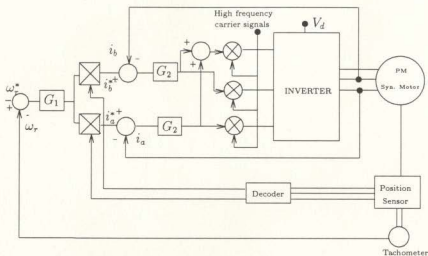 High frequency
carrier signals
V_d
i_b
-
G_2
+
+
i_b^{*+}
ω_r^*
+
-
G_1
ω_r
INVERTER
PM
Syn. Motor
i_a^{*+}
-
i_a
G_2
Decoder
Position
Sensor
Tachometer